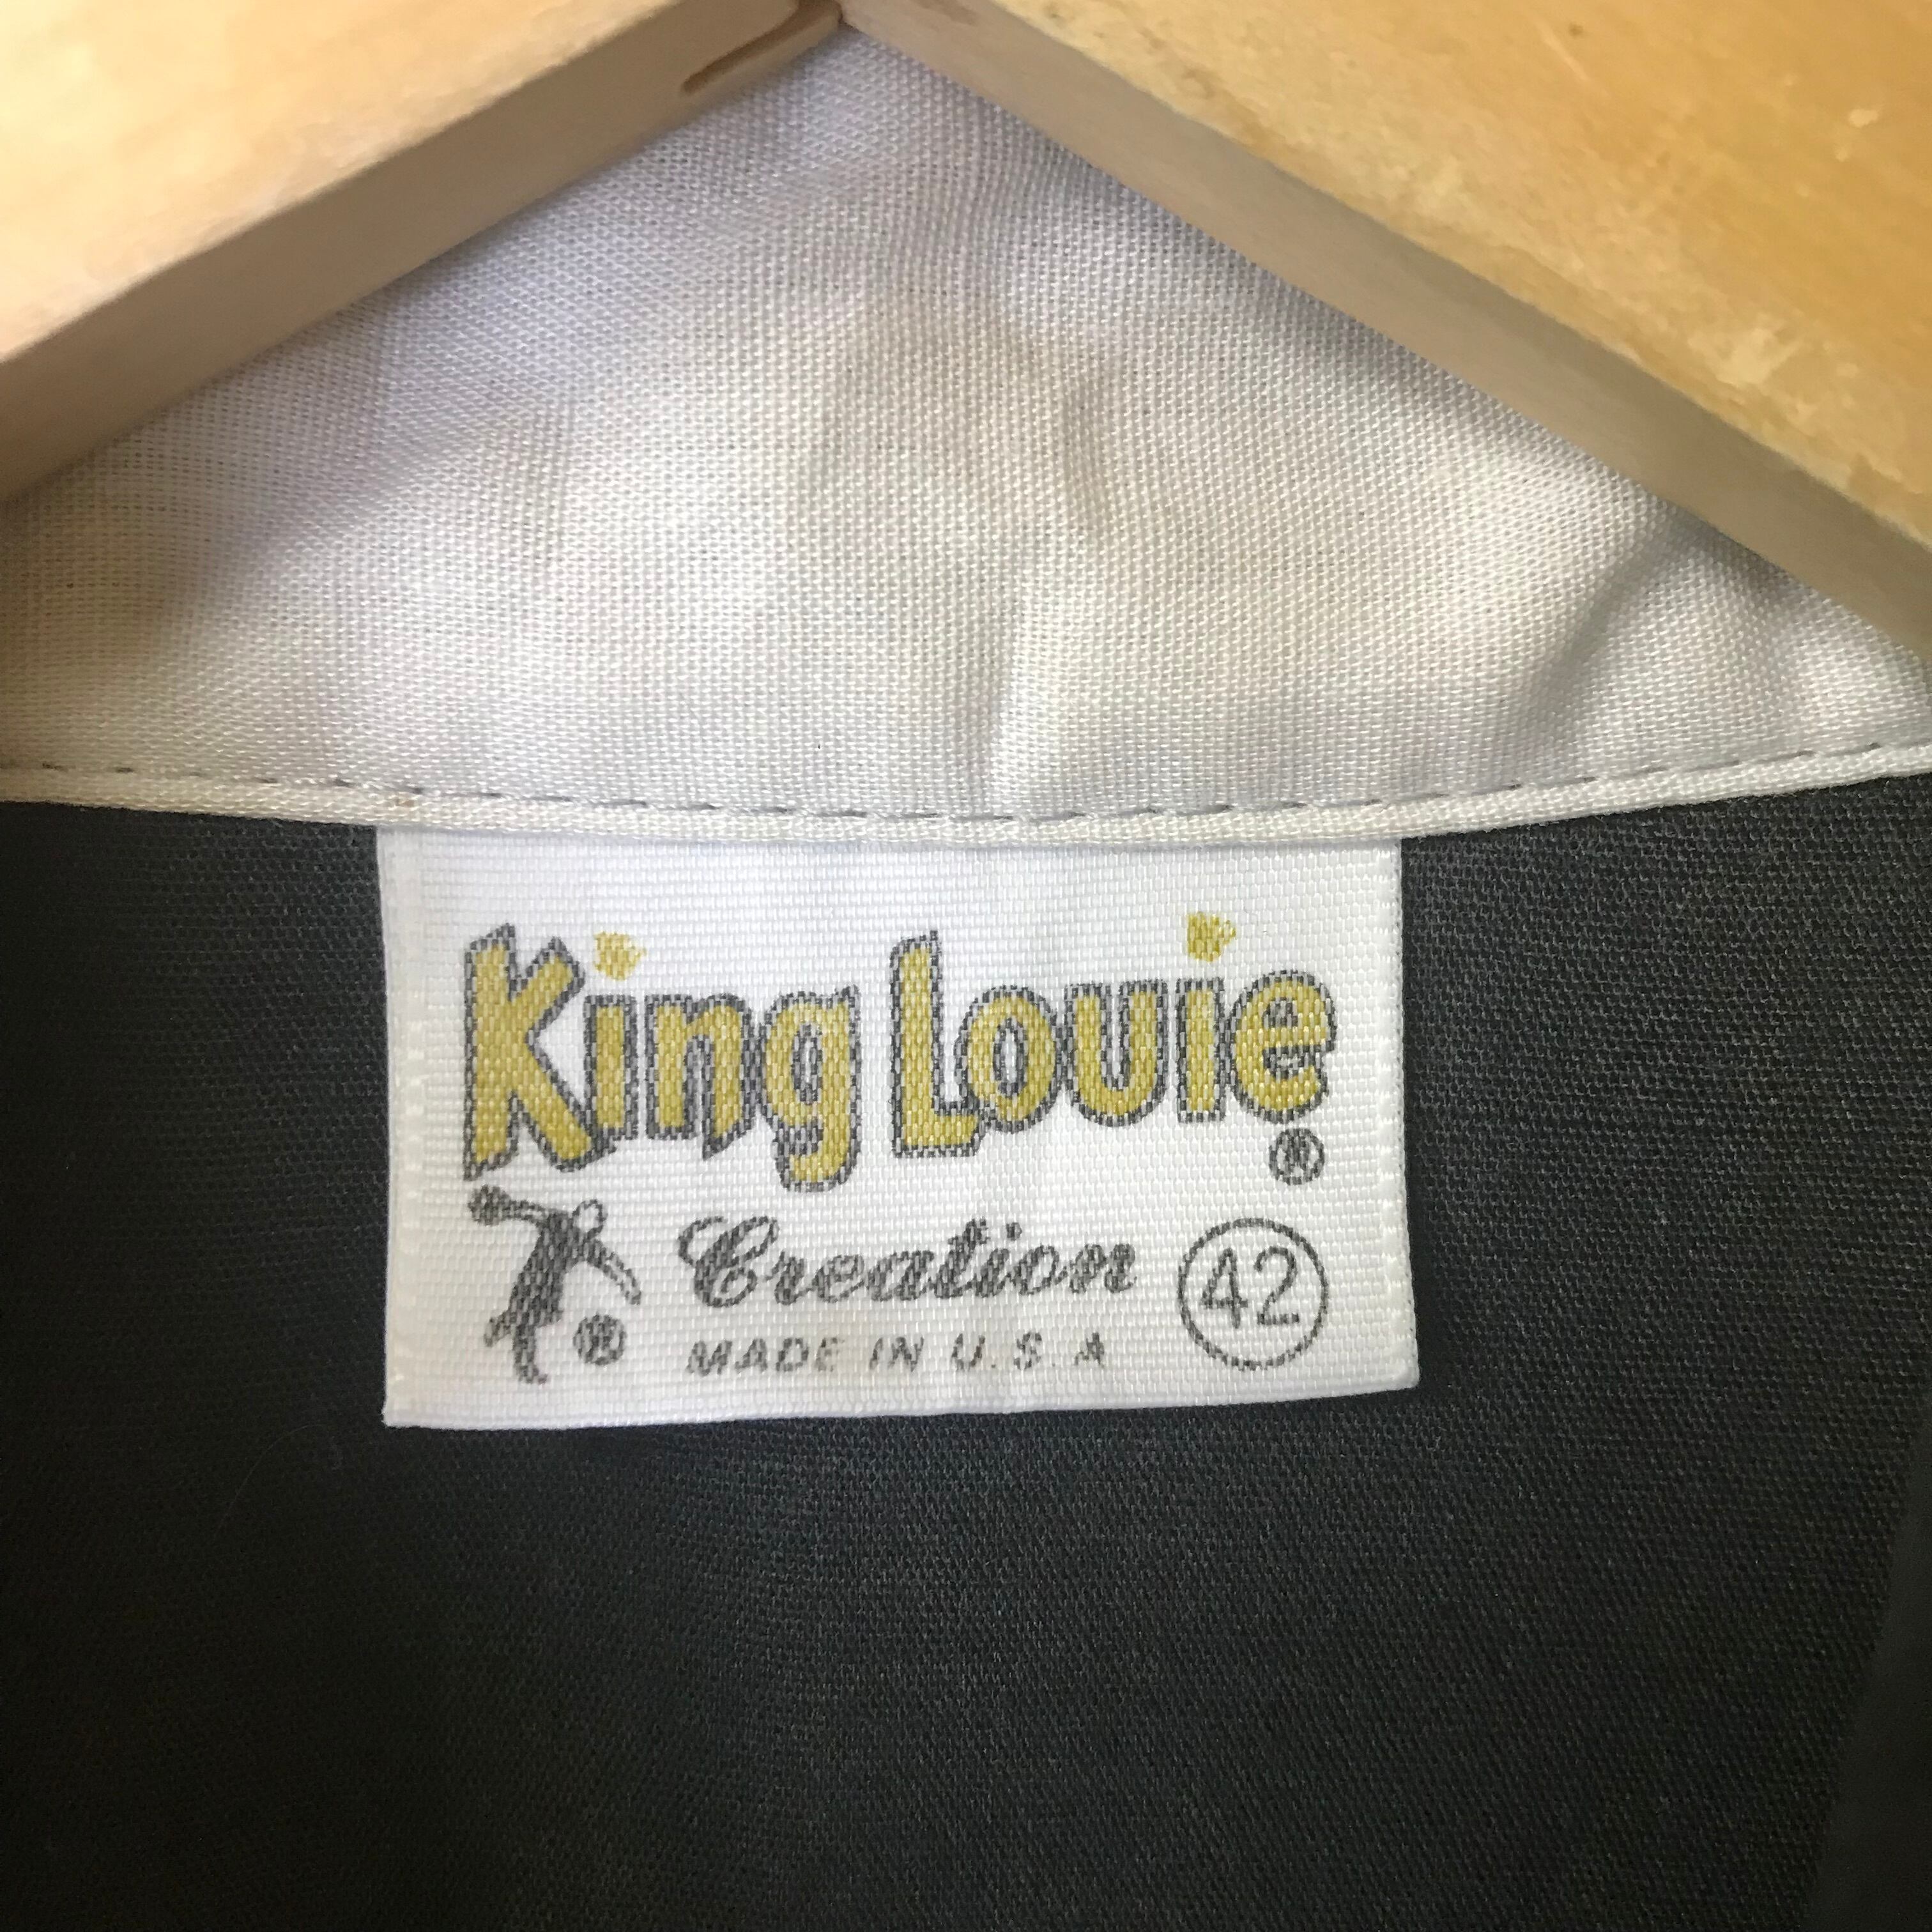 King Louie ®
Creation 42
® MADE IN U.S.A